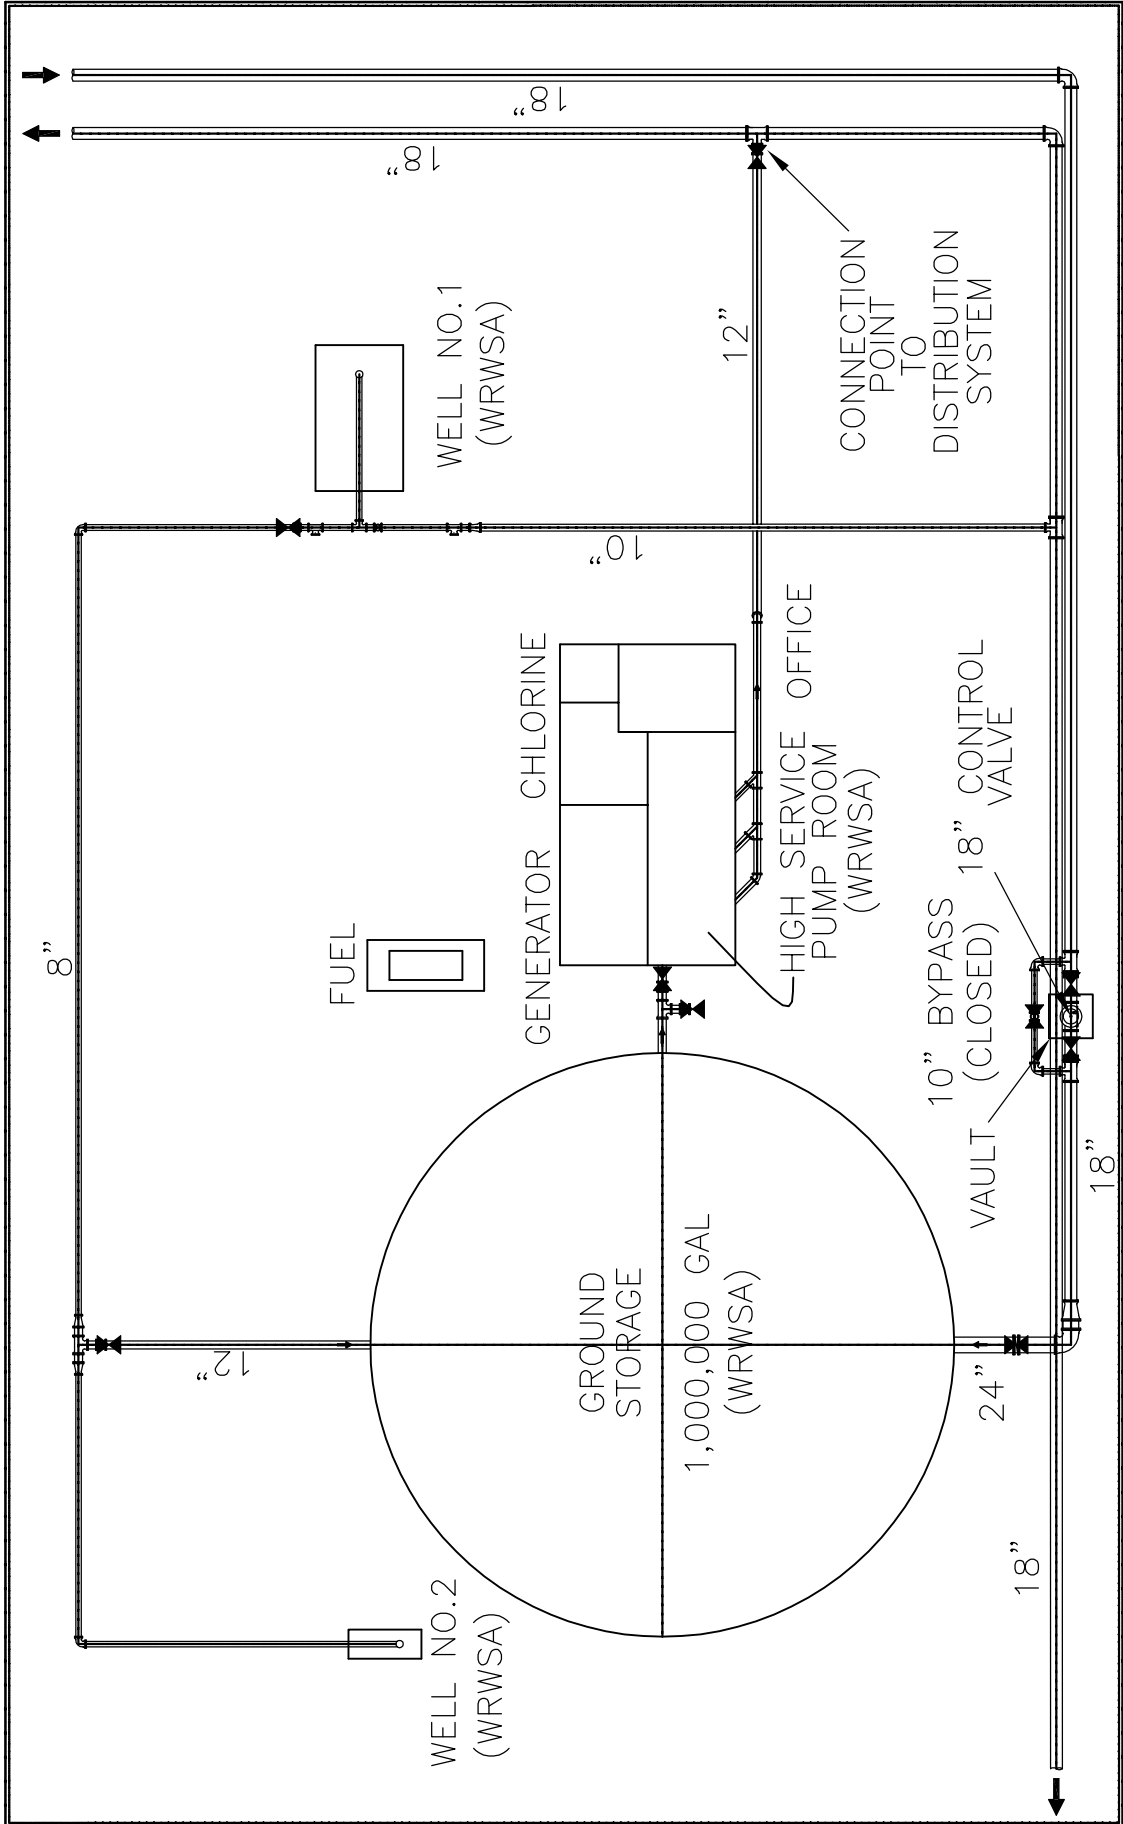 18”
18”
WELL NO.1
(WRWSA)
12”
CONNECTION
POINT
TO
DISTRIBUTION
SYSTEM
10”
8”
FUEL
GENERATOR
CHLORINE
OFFICE
HIGH SERVICE
PUMP ROOM
(WRWSA)
18” CONTROL
VALVE
10” BYPASS
(CLOSED)
VAULT
18”
12”
GROUND
STORAGE
1,000,000 GAL
(WRWSA)
24”
18”
WELL NO.2
(WRWSA)